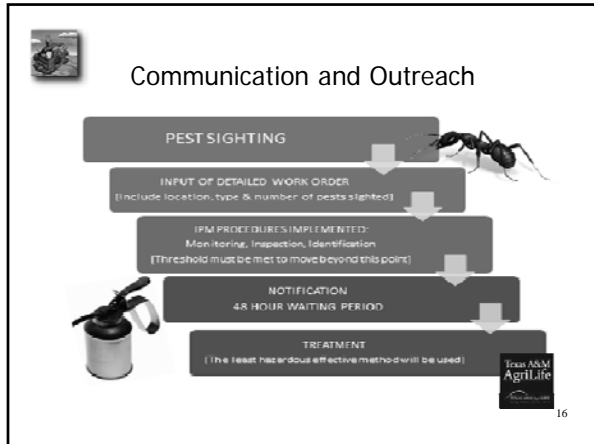 Communication and Outreach
PEST SIGHTING
INPUT OF DETAILED WORK ORDER
[Include location, type & number of pests sighted]
IPM PROCEDURES IMPLEMENTED:
Monitoring, Inspection, Identification
[Threshold must be met to move beyond this point]
NOTIFICATION
48 HOUR WAITING PERIOD
TREATMENT
[The least hazardous effective method will be used]
Texas A&M
AgriLife
16